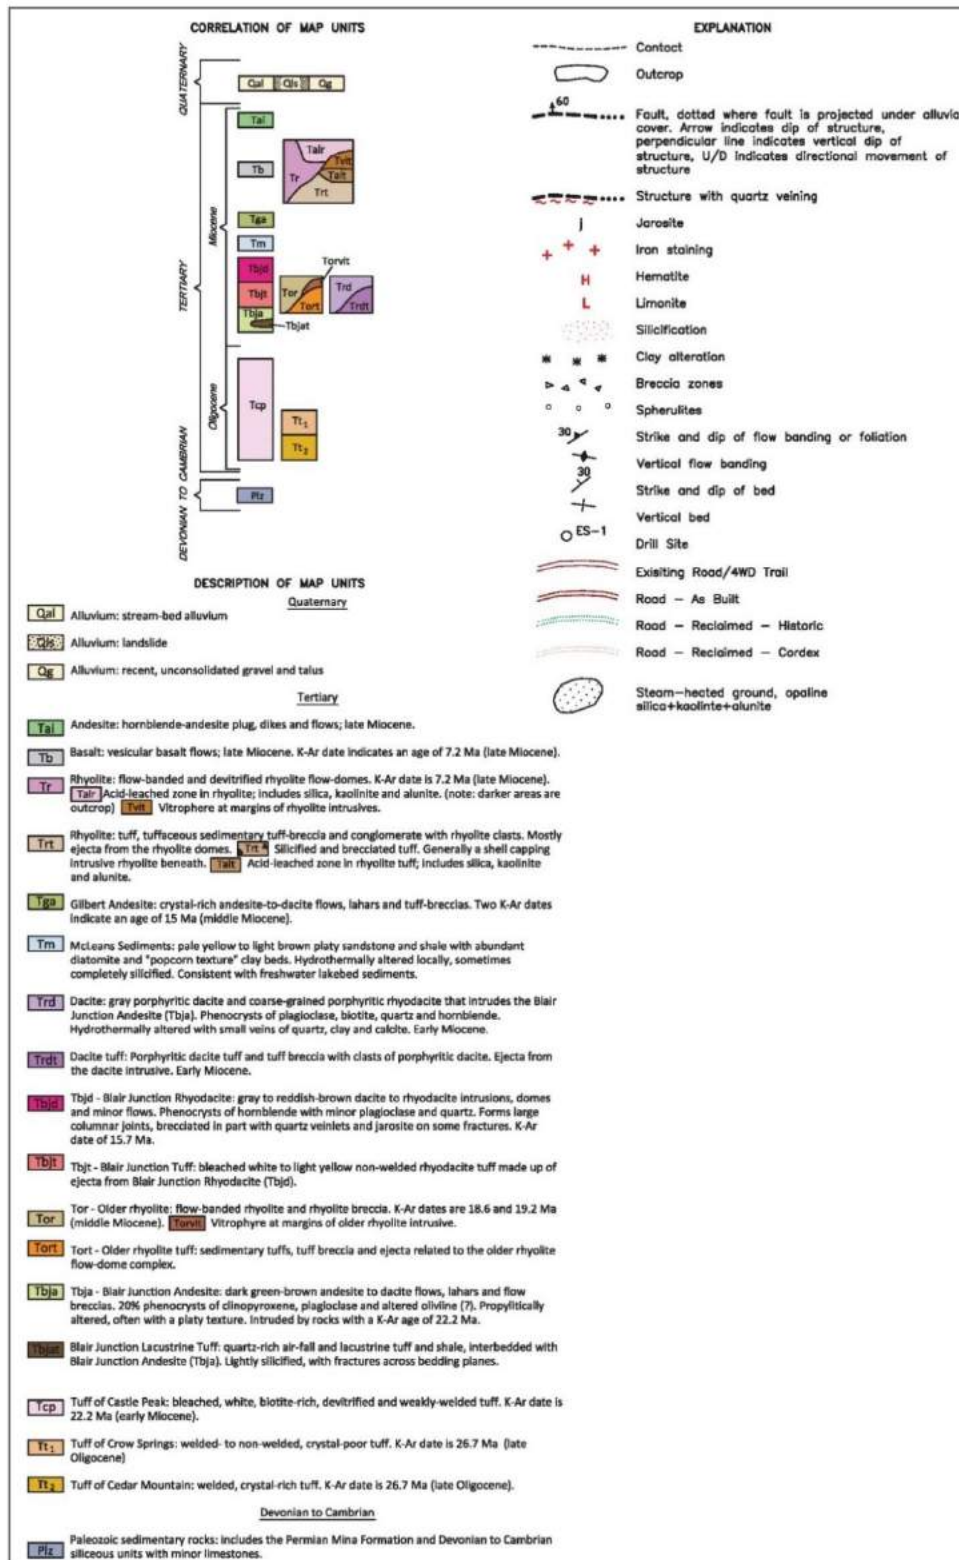 CORRELATION OF MAP UNITS
QUATERNARY
Qal Qls Qg
Tai
Talr
Tb Tr Tvit
Talt
Trt
Miocene
Tga
Tm
TERTIARY
Tbjd Torvit
Tbjt Tor Trd
Tort Trdt
Tbja
Tbjat
Oligocene
Tcp
Tt1
Tt2
DEVONIAN TO CAMBRIAN
Plz
EXPLANATION
Contact
Outcrop
60
Fault, dotted where fault is projected under alluvia
cover. Arrow indicates dip of structure,
perpendicular line indicates vertical dip of
structure, U/D indicates directional movement of
structure
Structure with quartz veining
j Jarosite
Iron staining
H Hematite
L Limonite
Silicification
Clay alteration
Breccia zones
Spherulites
30 Strike and dip of flow banding or foliation
Vertical flow banding
30 Strike and dip of bed
Vertical bed
ES-1 Drill Site
Exisiting Road/4WD Trail
Road - As Built
Road - Reclaimed - Historic
Road - Reclaimed - Cordex
Steam-heated ground, opaline
silica+kaolinte+alunite
DESCRIPTION OF MAP UNITS
Quaternary
Qal Alluvium: stream-bed alluvium
Qls Alluvium: landslide
Qg Alluvium: recent, unconsolidated gravel and talus
Tertiary
Tai Andesite: hornblende-andesite plug, dikes and flows; late Miocene.
Tb Basalt: vesicular basalt flows; late Miocene. K-Ar date indicates an age of 7.2 Ma (late Miocene).
Tr Rhyolite: flow-banded and devitrified rhyolite flow-domes. K-Ar date is 7.2 Ma (late Miocene).
Talr Acid-leached zone in rhyolite; includes silica, kaolinite and alunite. (note: darker areas are
outcrop) Tvit Vitrophere at margins of rhyolite intrusives.
Trt Rhyolite: tuff, tuffaceous sedimentary tuff-breccia and conglomerate with rhyolite clasts. Mostly
ejecta from the rhyolite domes. Trt Silicified and brecciated tuff. Generally a shell capping
intrusive rhyolite beneath. Talt Acid-leached zone in rhyolite tuff; includes silica, kaolinite
and alunite.
Tga Gilbert Andesite: crystal-rich andesite-to-dacite flows, lahars and tuff-breccias. Two K-Ar dates
indicate an age of 15 Ma (middle Miocene).
Tm McLeans Sediments: pale yellow to light brown platy sandstone and shale with abundant
diatomite and "popcorn texture" clay beds. Hydrothermally altered locally, sometimes
completely silicified. Consistent with freshwater lakebed sediments.
Trd Dacite: gray porphyritic dacite and coarse-grained porphyritic rhyodacite that intrudes the Blair
Junction Andesite (Tbja). Phenocrysts of plagioclase, biotite, quartz and hornblende.
Hydrothermally altered with small veins of quartz, clay and calcite. Early Miocene.
Trdt Dacite tuff: Porphyritic dacite tuff and tuff breccia with clasts of porphyritic dacite. Ejecta from
the dacite intrusive. Early Miocene.
Tbjd Tbjd - Blair Junction Rhyodacite: gray to reddish-brown dacite to rhyodacite intrusions, domes
and minor flows. Phenocrysts of hornblende with minor plagioclase and quartz. Forms large
columnar joints, brecciated in part with quartz veinlets and jarosite on some fractures. K-Ar
date of 15.7 Ma.
Tbjt Tbjt - Blair Junction Tuff: bleached white to light yellow non-welded rhyodacite tuff made up of
ejecta from Blair Junction Rhyodacite (Tbjd).
Tor Tor - Older rhyolite: flow-banded rhyolite and rhyolite breccia. K-Ar dates are 18.6 and 19.2 Ma
(middle Miocene). Torvit Vitrophyre at margins of older rhyolite intrusive.
Tort Tort - Older rhyolite tuff: sedimentary tuffs, tuff breccia and ejecta related to the older rhyolite
flow-dome complex.
Tbja Tbja - Blair Junction Andesite: dark green-brown andesite to dacite flows, lahars and flow
breccias. 20% phenocrysts of clinopyroxene, plagioclase and altered olivline (?). Propylitically
altered, often with a platy texture. Intruded by rocks with a K-Ar age of 22.2 Ma.
Tbjat Blair Junction Lacustrine Tuff: quartz-rich air-fall and lacustrine tuff and shale, interbedded with
Blair Junction Andesite (Tbja). Lightly silicified, with fractures across bedding planes.
Tcp Tuff of Castle Peak: bleached, white, biotite-rich, devitrified and weakly-welded tuff. K-Ar date is
22.2 Ma (early Miocene).
Tt1 Tuff of Crow Springs: welded- to non-welded, crystal-poor tuff. K-Ar date is 26.7 Ma (late
Oligocene)
Tt2 Tuff of Cedar Mountain: welded, crystal-rich tuff. K-Ar date is 26.7 Ma (late Oligocene).
Devonian to Cambrian
Plz Paleozoic sedimentary rocks: includes the Permian Mina Formation and Devonian to Cambrian
siliceous units with minor limestones.